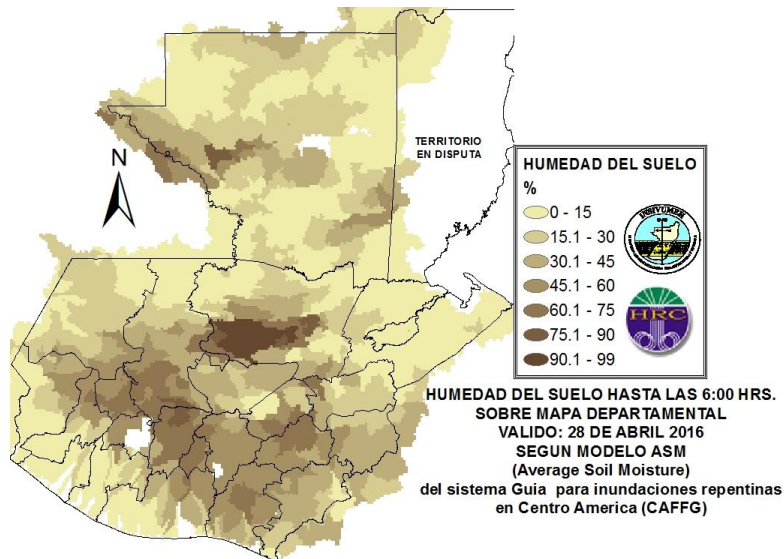 TERRITORIO
EN DISPUTA
N
HUMEDAD DEL SUELO
%
0 - 15
15.1 - 30
30.1 - 45
45.1 - 60
60.1 - 75
75.1 - 90
90.1 - 99
INSIVUMEH
HRC
HUMEDAD DEL SUELO HASTA LAS 6:00 HRS.
SOBRE MAPA DEPARTAMENTAL
VALIDO: 28 DE ABRIL 2016
SEGUN MODELO ASM
(Average Soil Moisture)
del sistema Guia para inundaciones repentinas
en Centro America (CAFFG)